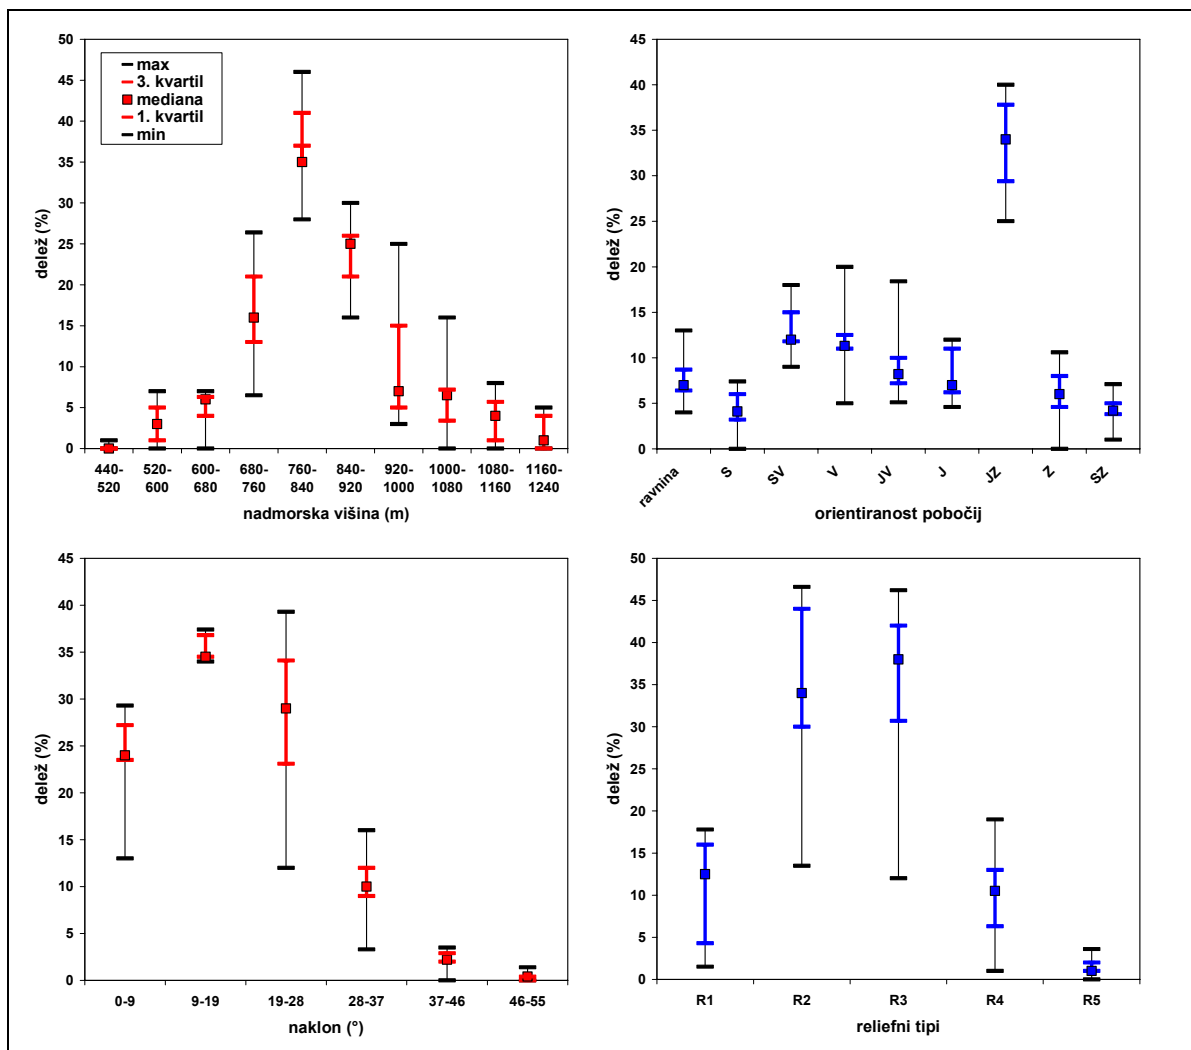 50
45
40
35
30
25
20
15
10
5
0
max
3. kvartil
mediana
1. kvartil
min
delež (%)
440-520
520-600
600-680
680-760
760-840
840-920
920-1000
1000-1080
1080-1160
1160-1240
nadmorska višina (m)
45
40
35
30
25
20
15
10
5
0
delež (%)
ravnina
S
SV
V
JV
J
JZ
Z
SZ
orientiranost pobočij
45
40
35
30
25
20
15
10
5
0
delež (%)
0-9 9-19 19-28 28-37 37-46 46-55
naklon (°)
50
45
40
35
30
25
20
15
10
5
0
delež (%)
R1 R2 R3 R4 R5
reliefni tipi